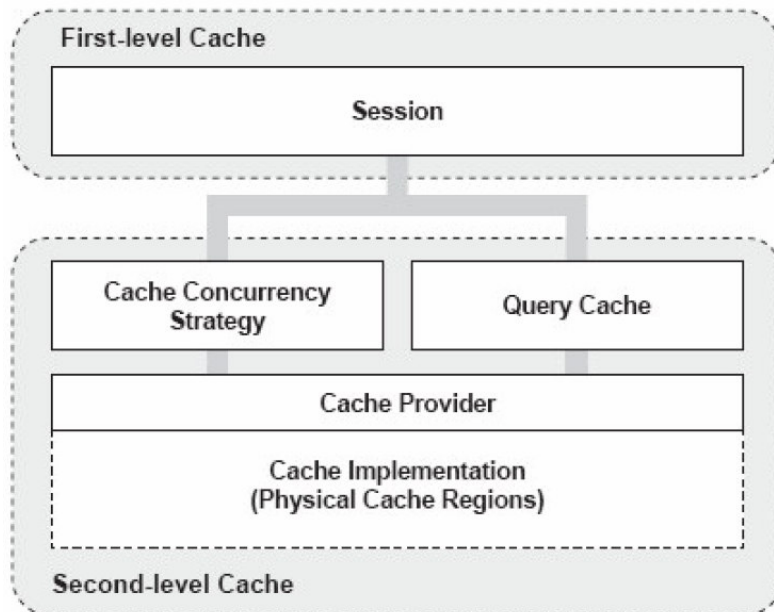 First-level Cache
Session
Cache Concurrency
Strategy
Query Cache
Cache Provider
Cache Implementation
(Physical Cache Regions)
Second-level Cache